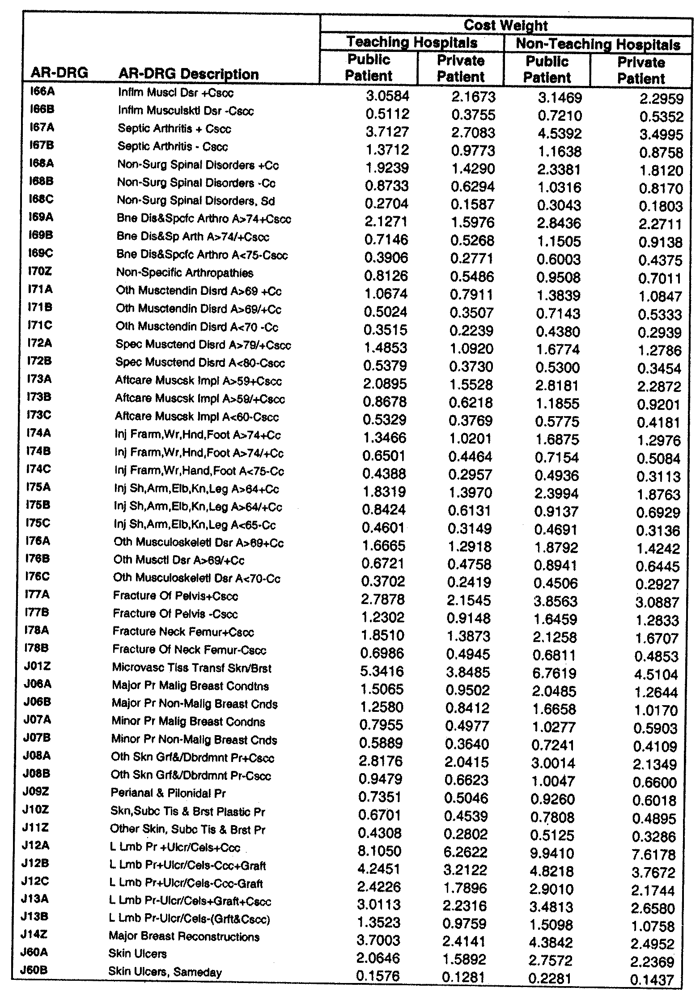 Cost Weight
Teaching Hospitals Non-Teaching Hospitals
Public Private Public Private
AR-DRG AR-DRG Description Patient Patient Patient Patient
I66A Inflm Muscl Dsr +Cscc 3.0584 2.1673 3.1469 2.2959
I66B Inflm Musculsktl Dsr -Cscc 0.5112 0.3755 0.7210 0.5352
I67A Septic Arthritis + Cscc 3.7127 2.7083 4.5392 3.4995
I67B Septic Arthritis - Cscc 1.3712 0.9773 1.1638 0.8758
I68A Non-Surg Spinal Disorders +Cc 1.9239 1.4290 2.3381 1.8120
I68B Non-Surg Spinal Disorders -Cc 0.8733 0.6294 1.0316 0.8170
I68C Non-Surg Spinal Disorders, Sd 0.2704 0.1587 0.3043 0.1803
I69A Bne Dis&Spcfc Arthro A>74+Cscc 2.1271 1.5976 2.8436 2.2711
I69B Bne Dis&Sp Arth A>74/+Cscc 0.7146 0.5268 1.1505 0.9138
I69C Bne Dis&Spcfc Arthro A<75-Cscc 0.3906 0.2771 0.6003 0.4375
I70Z Non-Specific Arthropathies 0.8126 0.5486 0.9508 0.7011
I71A Oth Musctendin Disrd A>69 +Cc 1.0674 0.7911 1.3839 1.0847
I71B Oth Musctendin Disrd A>69/+Cc 0.5024 0.3507 0.7143 0.5333
I71C Oth Musctendin Disrd A<70 -Cc 0.3515 0.2239 0.4380 0.2939
I72A Spec Musctend Disrd A>79/+Cscc 1.4853 1.0920 1.6774 1.2786
I72B Spec Musctend Disrd A<80-Cscc 0.5379 0.3730 0.5300 0.3454
I73A Aftcare Muscsk Impl A>59+Cscc 2.0895 1.5528 2.8181 2.2872
I73B Aftcare Muscsk Impl A>59/+Cscc 0.8678 0.6218 1.1855 0.9201
I73C Aftcare Muscsk Impl A<60-Cscc 0.5329 0.3769 0.5775 0.4181
I74A Inj Frarm,Wr,Hnd,Foot A>74+Cc 1.3466 1.0201 1.6875 1.2976
I74B Inj Frarm,Wr,Hnd,Foot A>74/+Cc 0.6501 0.4464 0.7154 0.5084
I74C Inj Frarm,Wr,Hand,Foot A<75-Cc 0.4388 0.2957 0.4936 0.3113
I75A Inj Sh,Arm,Elb,Kn,Leg A>64+Cc 1.8319 1.3970 2.3994 1.8763
I75B Inj Sh,Arm,Elb,Kn,Leg A>64/+Cc 0.8424 0.6131 0.9137 0.6929
I75C Inj Sh,Arm,Elb,Kn,Leg A<65-Cc 0.4601 0.3149 0.4691 0.3136
I76A Oth Musculoskeletl Dsr A>69+Cc 1.6665 1.2918 1.8792 1.4242
I76B Oth Musctl Dsr A>69/+Cc 0.6721 0.4758 0.8941 0.6445
I76C Oth Musculoskeletl Dsr A<70-Cc 0.3702 0.2419 0.4506 0.2927
I77A Fracture Of Pelvis+Cscc 2.7878 2.1545 3.8563 3.0887
I77B Fracture Of Pelvis -Cscc 1.2302 0.9148 1.6459 1.2833
I78A Fracture Neck Femur+Cscc 1.8510 1.3873 2.1258 1.6707
I78B Fracture Of Neck Femur-Cscc 0.6986 0.4945 0.6811 0.4853
J01Z Microvasc Tiss Transf Skn/Brst 5.3416 3.8485 6.7619 4.5104
J06A Major Pr Malig Breast Condtns 1.5065 0.9502 2.0485 1.2644
J06B Major Pr Non-Malig Breast Cnds 1.2580 0.8412 1.6658 1.0170
J07A Minor Pr Malig Breast Condns 0.7955 0.4977 1.0277 0.5903
J07B Minor Pr Non-Malig Breast Cnds 0.5889 0.3640 0.7241 0.4109
J08A Oth Skn Grf&/Dbrdmnt Pr+Cscc 2.8176 2.0415 3.0014 2.1349
J08B Oth Skn Grf&/Dbrdmnt Pr-Cscc 0.9479 0.6623 1.0047 0.6600
J09Z Perianal & Pilonidal Pr 0.7351 0.5046 0.9260 0.6018
J10Z Skn,Subc Tis & Brst Plastic Pr 0.6701 0.4539 0.7808 0.4895
J11Z Other Skin, Subc Tis & Brst Pr 0.4308 0.2802 0.5125 0.3286
J12A L Lmb Pr +Ulcr/Cels+Ccc 8.1050 6.2622 9.9410 7.6178
J12B L Lmb Pr+Ulcr/Cels-Ccc+Graft 4.2451 3.2122 4.8218 3.7672
J12C L Lmb Pr+Ulcr/Cels-Ccc-Graft 2.4226 1.7896 2.9010 2.1744
J13A L Lmb Pr-Ulcr/Cels+Graft+Cscc 3.0113 2.2316 3.4813 2.6580
J13B L Lmb Pr-Ulcr/Cels-(Grft&Cscc) 1.3523 0.9759 1.5098 1.0758
J14Z Major Breast Reconstructions 3.7003 2.4141 4.3842 2.4952
J60A Skin Ulcers 2.0646 1.5892 2.7572 2.2369
J60B Skin Ulcers, Sameday 0.1576 0.1281 0.2281 0.1437